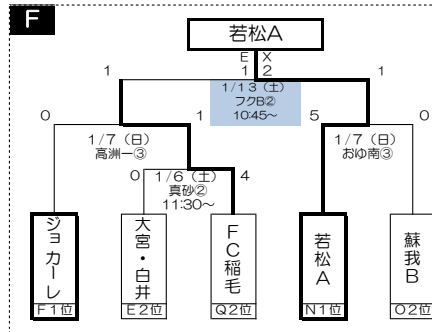 F
若松A
E X
1 1 2 1
1/13（土）
フクB②
10:45～
0 1 5 0
1/7（日）
高洲一③
1/7（日）
おゆ南③
0 1/6（土） 4
真砂②
11:30～
ジョカーレ
大宮・白井
FC稲毛
若松A
蘇我B
F1位
E2位
Q2位
N1位
O2位